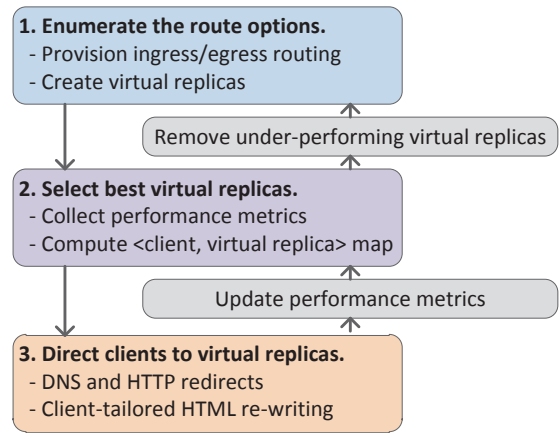 1. Enumerate the route options.
- Provision ingress/egress routing
- Create virtual replicas
Remove under-performing virtual replicas
2. Select best virtual replicas.
- Collect performance metrics
- Compute <client, virtual replica> map
Update performance metrics
3. Direct clients to virtual replicas.
- DNS and HTTP redirects
- Client-tailored HTML re-writing